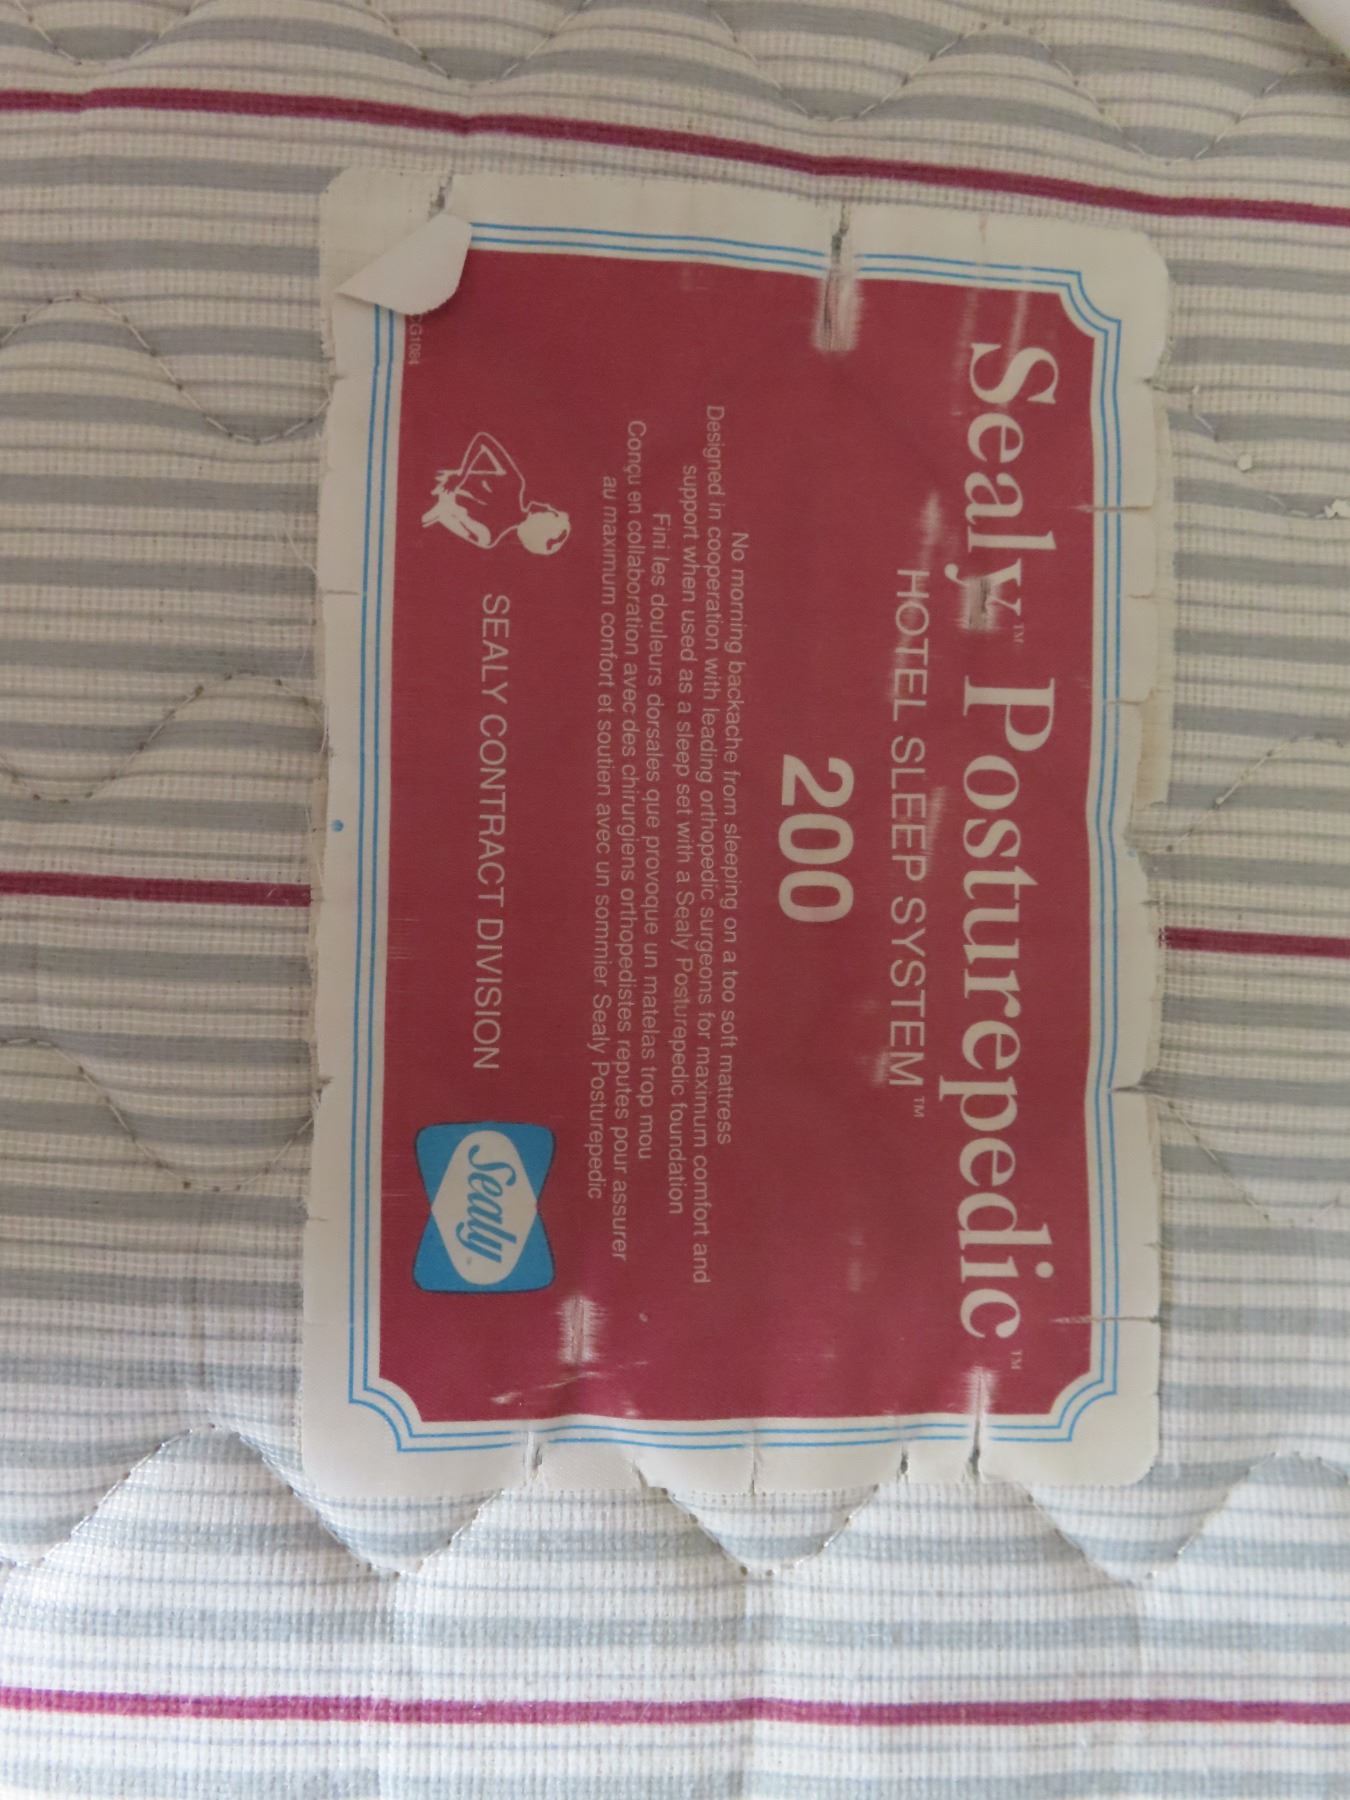 Sealy™ Posturepedic™
HOTEL SLEEP SYSTEM™
200
No morning backache from sleeping on a too soft mattress
Designed in cooperation with leading orthopedic surgeons for maximum comfort and
support when used as a sleep set with a Sealy Posturepedic foundation
Fini les douleurs dorsales que provoque un matelas trop mou
Conçu en collaboration avec des chirurgiens orthopedistes reputes pour assurer
au maximum confort et soutien avec un sommier Sealy Posturepedic
SEALY CONTRACT DIVISION
Sealy